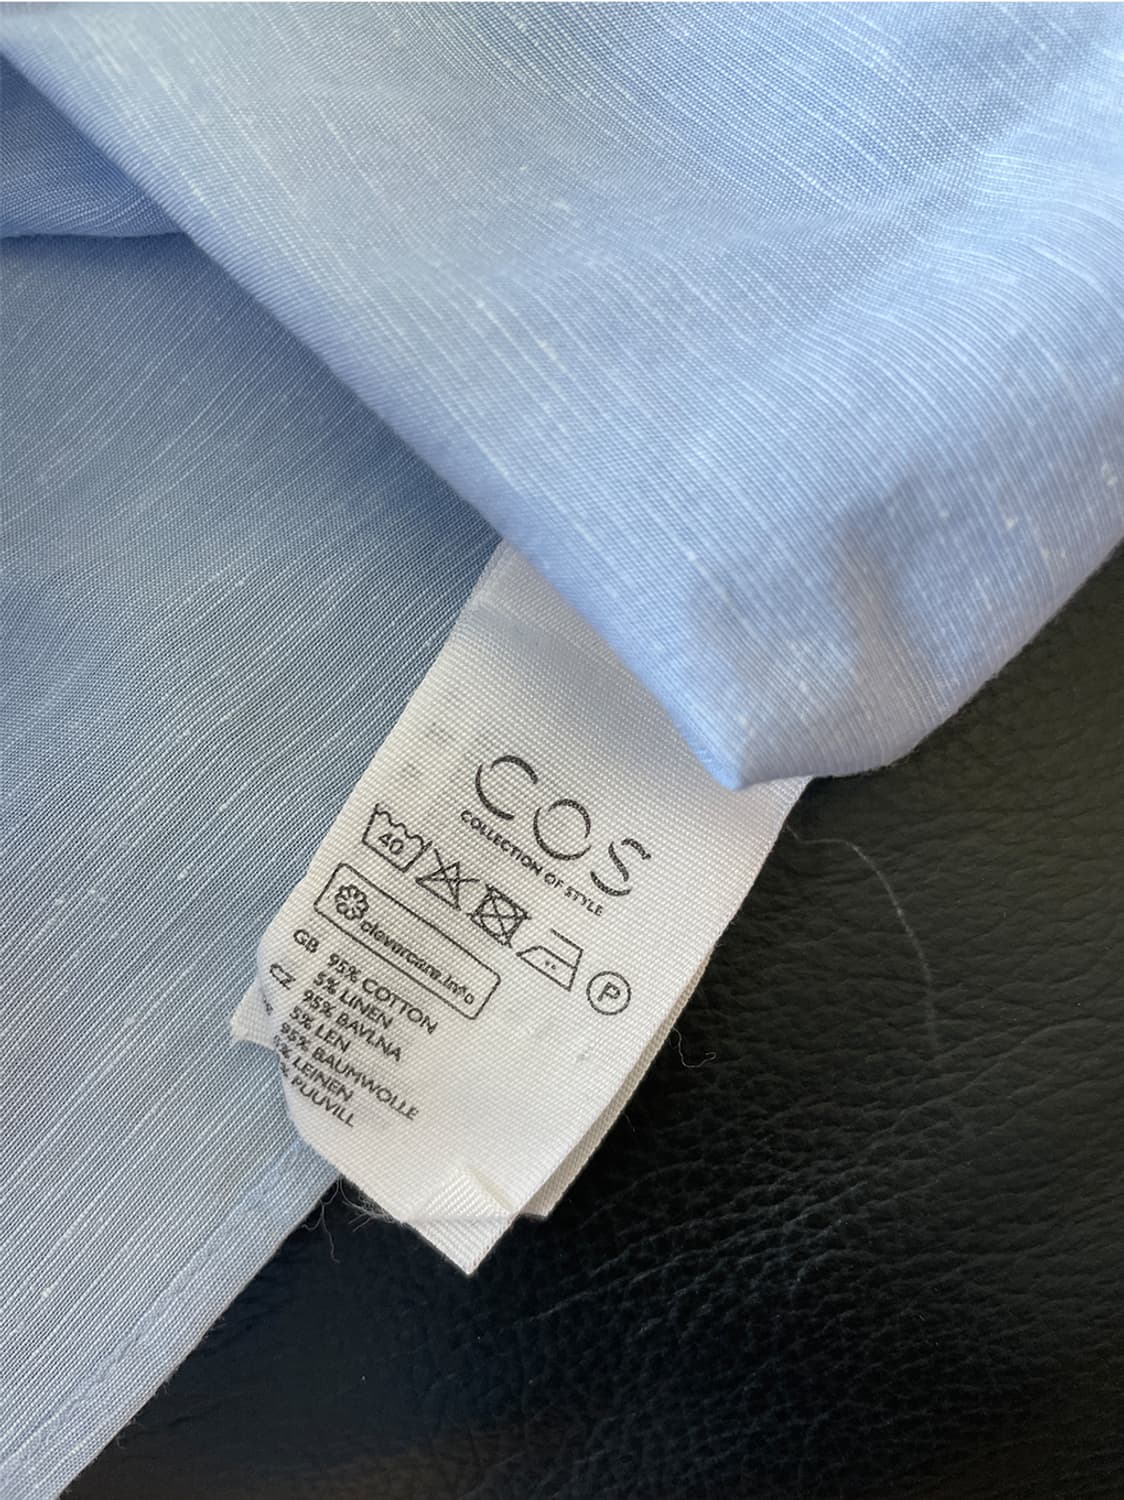 COS
COLLECTION OF STYLE
40
P
clevercare.info
GB 95% COTTON
5% LINEN
CZ 95% BAVLNA
5% LEN
95% BAUMWOLLE
% LEINEN
% PUUVILL